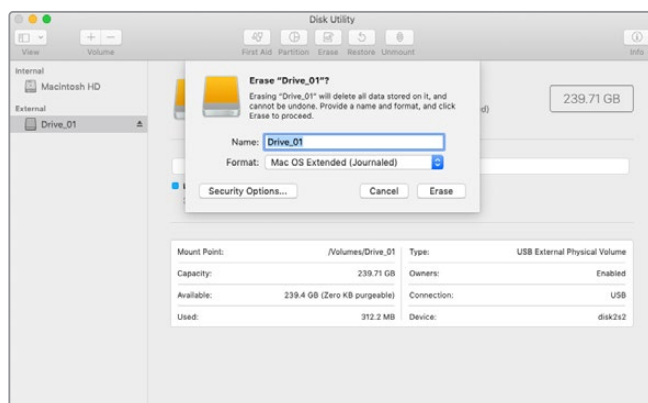 Disk Utility
View
Volume
First Aid
Partition
Erase
Restore
Unmount
Info
Internal
Macintosh HD
External
Drive_01
Erase "Drive_01"?
Erasing "Drive_01" will delete all data stored on it, and
cannot be undone. Provide a name and format, and click
Erase to proceed.
Name: Drive_01
Format: Mac OS Extended (Journaled)
Security Options...
Cancel
Erase
239.71 GB
Mount Point: /Volumes/Drive_01
Type: USB External Physical Volume
Capacity: 239.71 GB
Owners: Enabled
Available: 239.4 GB (Zero KB purgeable)
Connection: USB
Used: 312.2 MB
Device: disk2s2